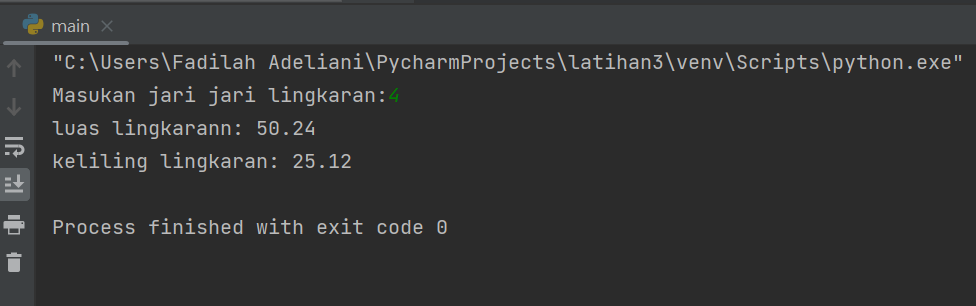 main
"C:\Users\Fadilah Adeliani\PycharmProjects\latihan3\venv\Scripts\python.exe"
Masukan jari jari lingkaran:4
luas lingkarann: 50.24
keliling lingkaran: 25.12
Process finished with exit code 0